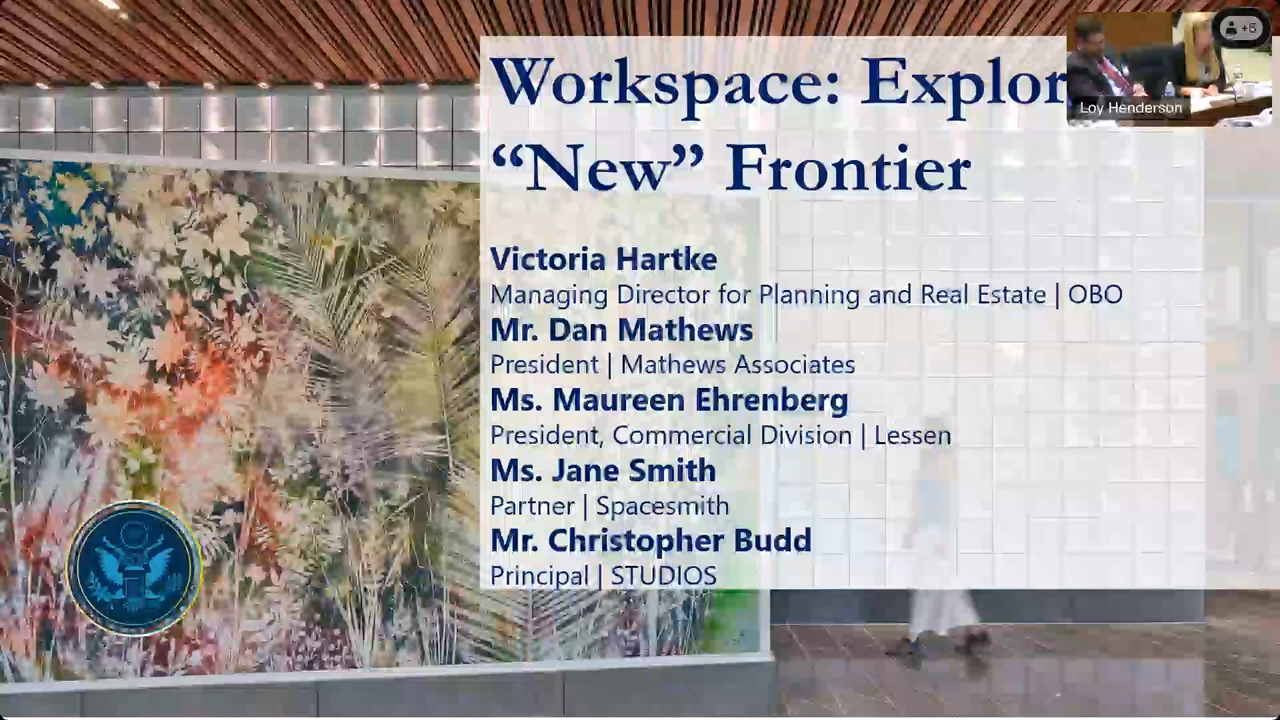 Workspace: Explor
“New” Frontier
Victoria Hartke
Managing Director for Planning and Real Estate | OBO
Mr. Dan Mathews
President | Mathews Associates
Ms. Maureen Ehrenberg
President, Commercial Division | Lessen
Ms. Jane Smith
Partner | Spacesmith
Mr. Christopher Budd
Principal | STUDIOS
Loy Henderson